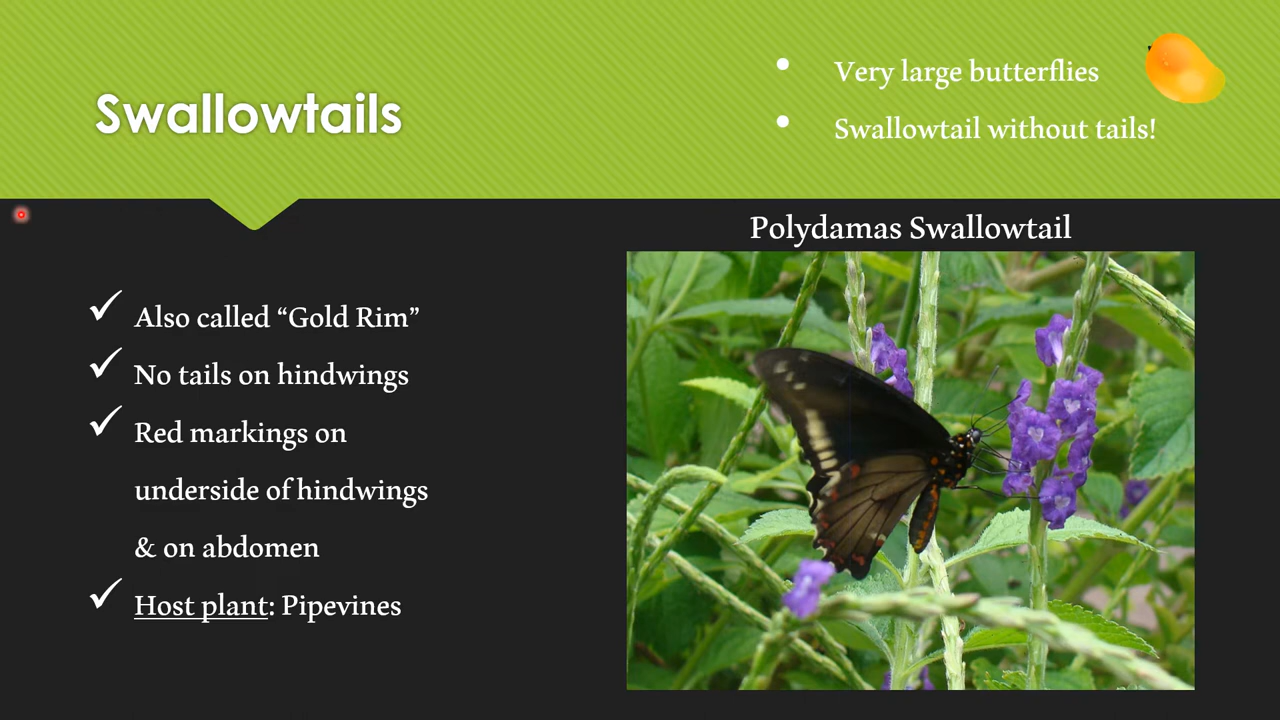 Swallowtails
• Very large butterflies
• Swallowtail without tails!
Polydamas Swallowtail
✓ Also called “Gold Rim”
✓ No tails on hindwings
✓ Red markings on
underside of hindwings
& on abdomen
✓ Host plant: Pipevines